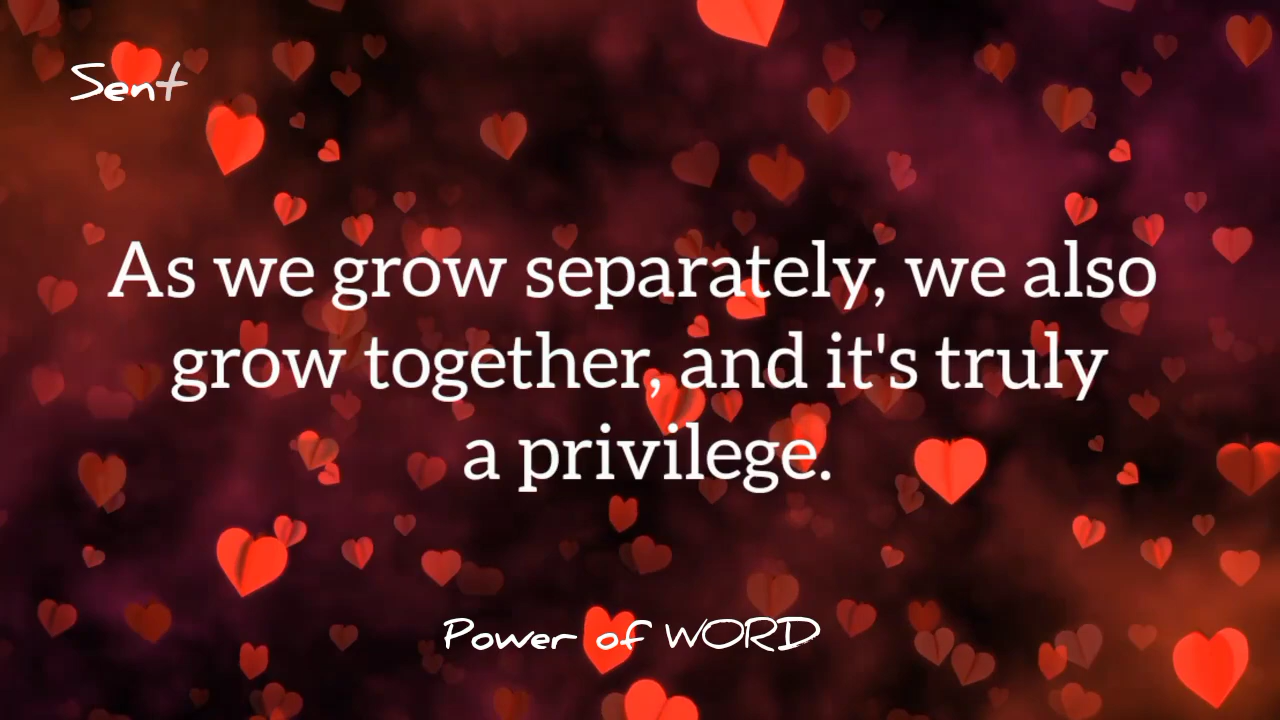 Sent
As we grow separately, we also
grow together, and it's truly
a privilege.
Power of WORD